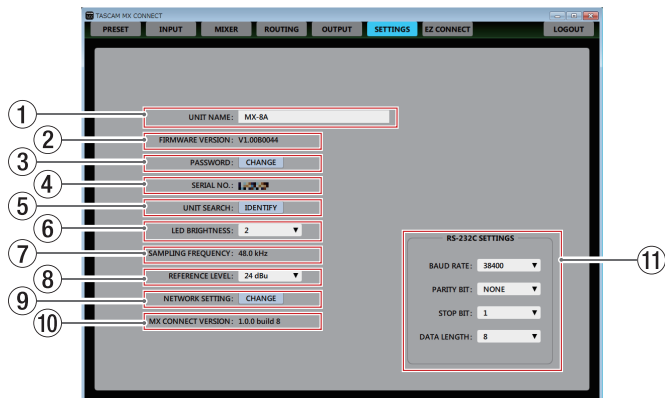 TASCAM MX CONNECT
PRESET INPUT MIXER ROUTING OUTPUT SETTINGS EZ CONNECT LOGOUT
1 UNIT NAME: MX-8A
2 FIRMWARE VERSION: V1.00B0044
3 PASSWORD: CHANGE
4 SERIAL NO.:
5 UNIT SEARCH: IDENTIFY
6 LED BRIGHTNESS: 2 ▼
7 SAMPLING FREQUENCY: 48.0 kHz
8 REFERENCE LEVEL: 24 dBu ▼
9 NETWORK SETTING: CHANGE
10 MX CONNECT VERSION: 1.0.0 build 8
RS-232C SETTINGS
11
BAUD RATE: 38400 ▼
PARITY BIT: NONE ▼
STOP BIT: 1 ▼
DATA LENGTH: 8 ▼